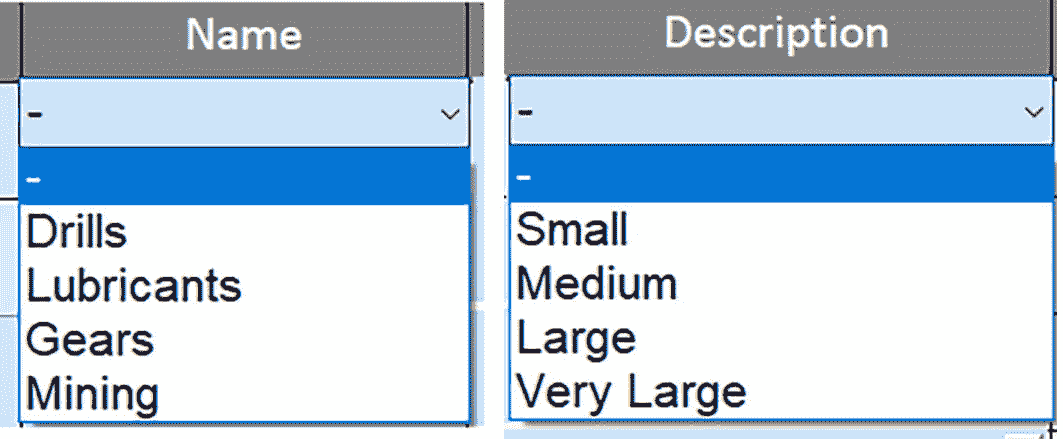 Name
-
-
Drills
Lubricants
Gears
Mining
Description
-
-
Small
Medium
Large
Very Large